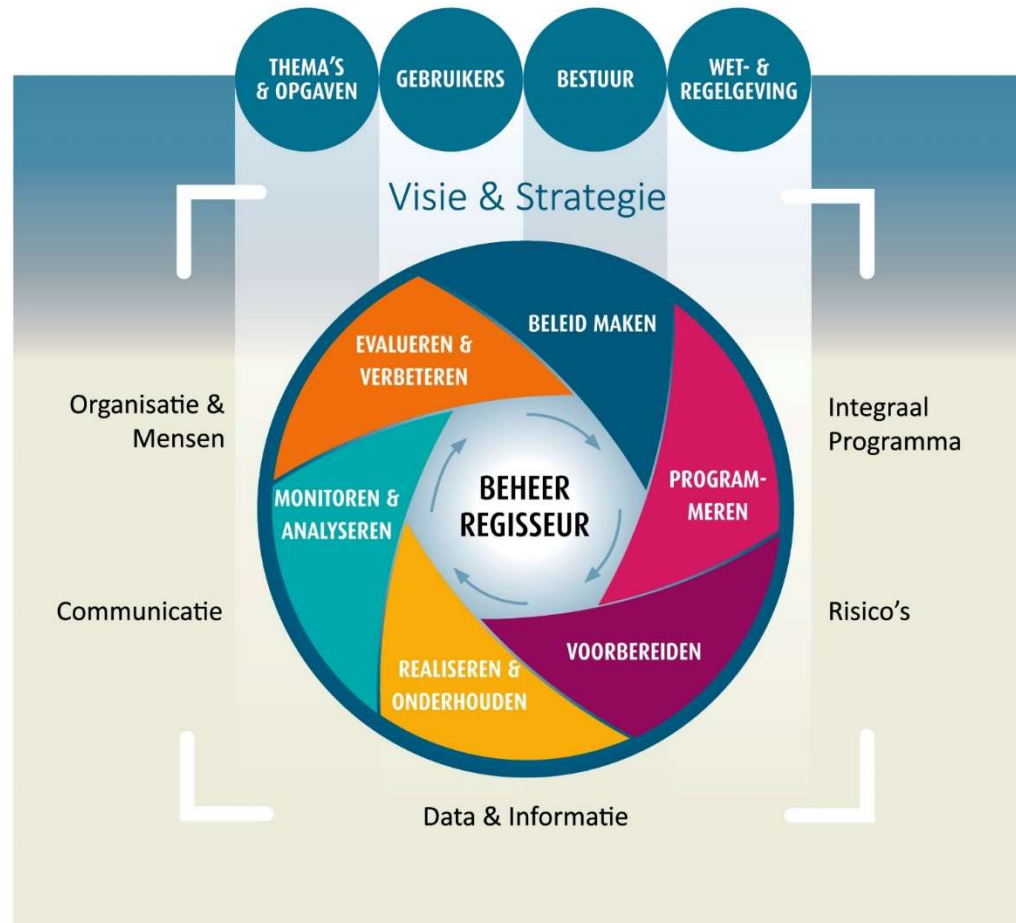 THEMA'S
& OPGAVEN
GEBRUIKERS
BESTUUR
WET- &
REGELGEVING
Visie & Strategie
BELEID MAKEN
EVALUEREN &
VERBETEREN
Organisatie &
Mensen
Integraal
Programma
MONITOREN &
ANALYSEREN
BEHEER
REGISSEUR
PROGRAM-
MEREN
Communicatie
Risico's
VOORBEREIDEN
REALISEREN &
ONDERHOUDEN
Data & Informatie